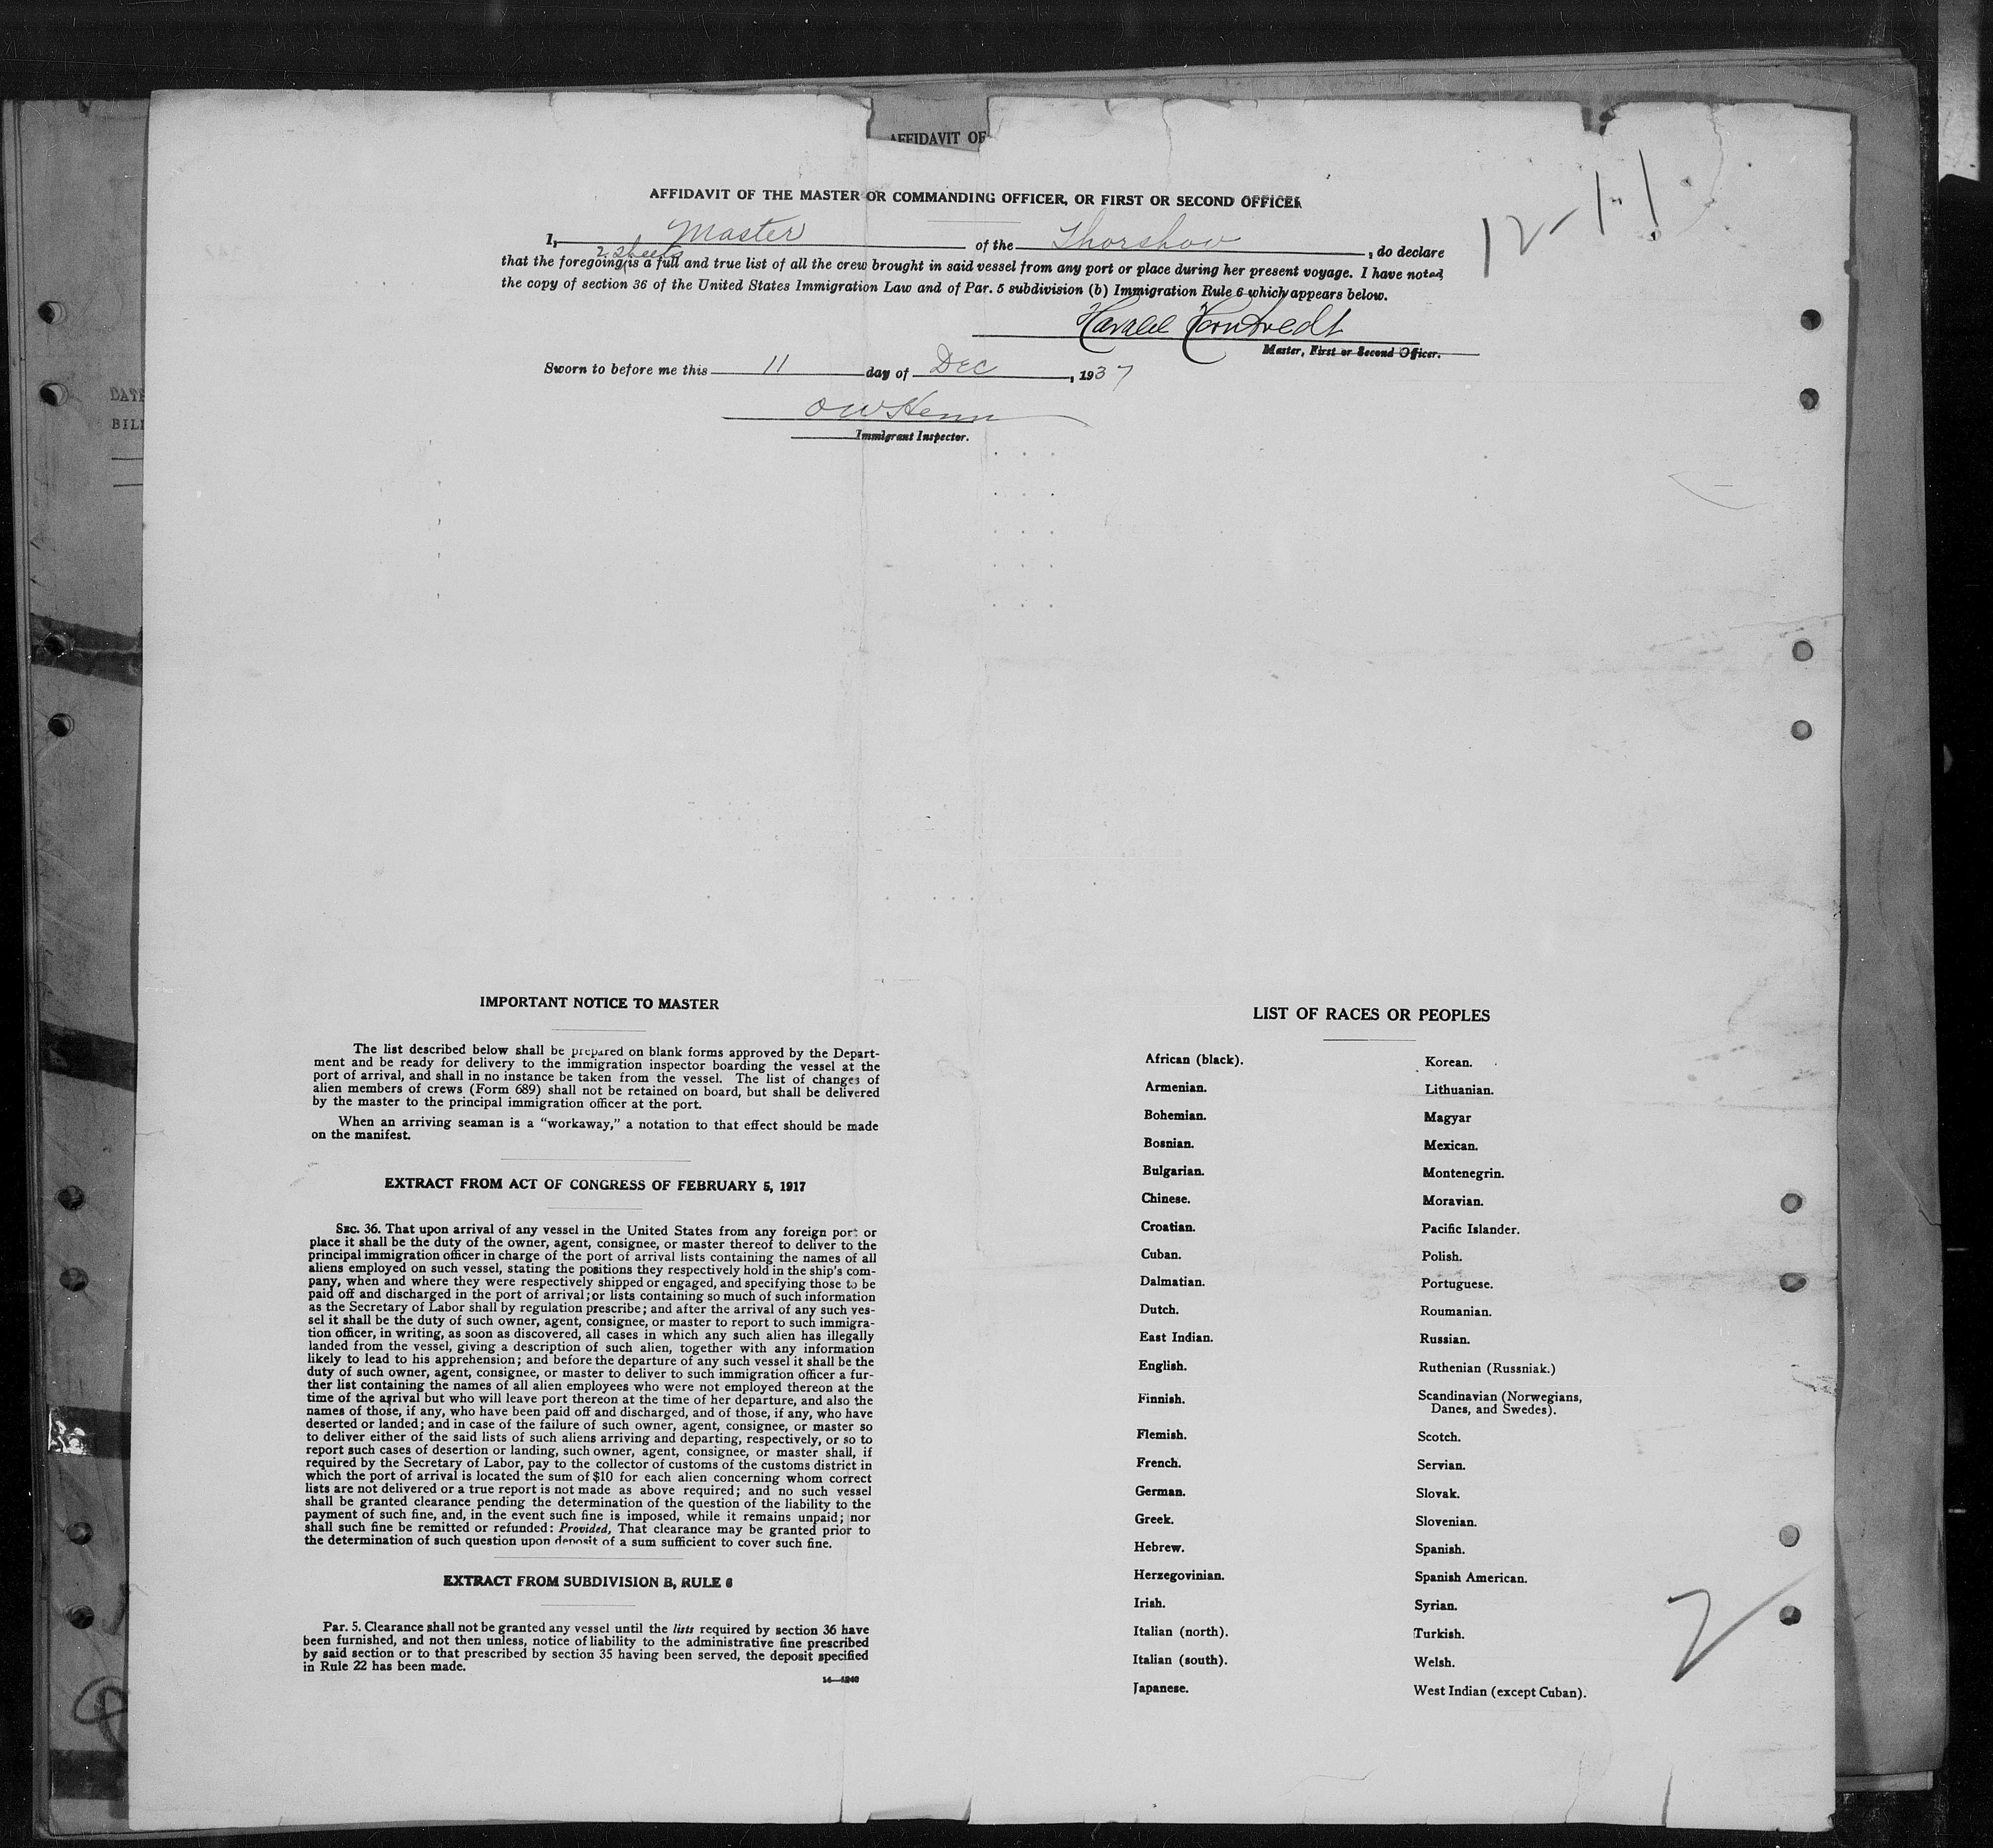 AFFIDAVIT OF
AFFIDAVIT OF THE MASTER OR COMMANDING OFFICER, OR FIRST OR SECOND OFFICER
12-11
I, Master of the Thorshov, do declare
2 Sheets
that the foregoing is a full and true list of all the crew brought in said vessel from any port or place during her present voyage. I have noted
the copy of section 36 of the United States Immigration Law and of Par. 5 subdivision (b) Immigration Rule 6 which appears below.
Harald
Master, First or Second Officer.
Sworn to before me this 11 day of Dec, 1937
O W Henn
Immigrant Inspector.
DATE
BILL
IMPORTANT NOTICE TO MASTER
The list described below shall be prepared on blank forms approved by the Depart-
ment and be ready for delivery to the immigration inspector boarding the vessel at the
port of arrival, and shall in no instance be taken from the vessel. The list of changes of
alien members of crews (Form 689) shall not be retained on board, but shall be delivered
by the master to the principal immigration officer at the port.
When an arriving seaman is a "workaway," a notation to that effect should be made
on the manifest.
EXTRACT FROM ACT OF CONGRESS OF FEBRUARY 5, 1917
SEC. 36. That upon arrival of any vessel in the United States from any foreign port or
place it shall be the duty of the owner, agent, consignee, or master thereof to deliver to the
principal immigration officer in charge of the port of arrival lists containing the names of all
aliens employed on such vessel, stating the positions they respectively hold in the ship's com-
pany, when and where they were respectively shipped or engaged, and specifying those to be
paid off and discharged in the port of arrival; or lists containing so much of such information
as the Secretary of Labor shall by regulation prescribe; and after the arrival of any such ves-
sel it shall be the duty of such owner, agent, consignee, or master to report to such immigra-
tion officer, in writing, as soon as discovered, all cases in which any such alien has illegally
landed from the vessel, giving a description of such alien, together with any information
likely to lead to his apprehension; and before the departure of any such vessel it shall be the
duty of such owner, agent, consignee, or master to deliver to such immigration officer a fur-
ther list containing the names of all alien employees who were not employed thereon at the
time of the arrival but who will leave port thereon at the time of her departure, and also the
names of those, if any, who have been paid off and discharged, and of those, if any, who have
deserted or landed; and in case of the failure of such owner, agent, consignee, or master so
to deliver either of the said lists of such aliens arriving and departing, respectively, or so to
report such cases of desertion or landing, such owner, agent, consignee, or master shall, if
required by the Secretary of Labor, pay to the collector of customs of the customs district in
which the port of arrival is located the sum of $10 for each alien concerning whom correct
lists are not delivered or a true report is not made as above required; and no such vessel
shall be granted clearance pending the determination of the question of the liability to the
payment of such fine, and, in the event such fine is imposed, while it remains unpaid; nor
shall such fine be remitted or refunded: Provided, That clearance may be granted prior to
the determination of such question upon deposit of a sum sufficient to cover such fine.
EXTRACT FROM SUBDIVISION B, RULE 6
Par. 5. Clearance shall not be granted any vessel until the lists required by section 36 have
been furnished, and not then unless, notice of liability to the administrative fine prescribed
by said section or to that prescribed by section 35 having been served, the deposit specified
in Rule 22 has been made.
LIST OF RACES OR PEOPLES
African (black).
Armenian.
Bohemian.
Bosnian.
Bulgarian.
Chinese.
Croatian.
Cuban.
Dalmatian.
Dutch.
East Indian.
English.
Finnish.
Flemish.
French.
German.
Greek.
Hebrew.
Herzegovinian.
Irish.
Italian (north).
Italian (south).
Japanese.
Korean.
Lithuanian.
Magyar
Mexican.
Montenegrin.
Moravian.
Pacific Islander.
Polish.
Portuguese.
Roumanian.
Russian.
Ruthenian (Russniak.)
Scandinavian (Norwegians,
Danes, and Swedes).
Scotch.
Servian.
Slovak.
Slovenian.
Spanish.
Spanish American.
Syrian.
Turkish.
Welsh.
West Indian (except Cuban).
2